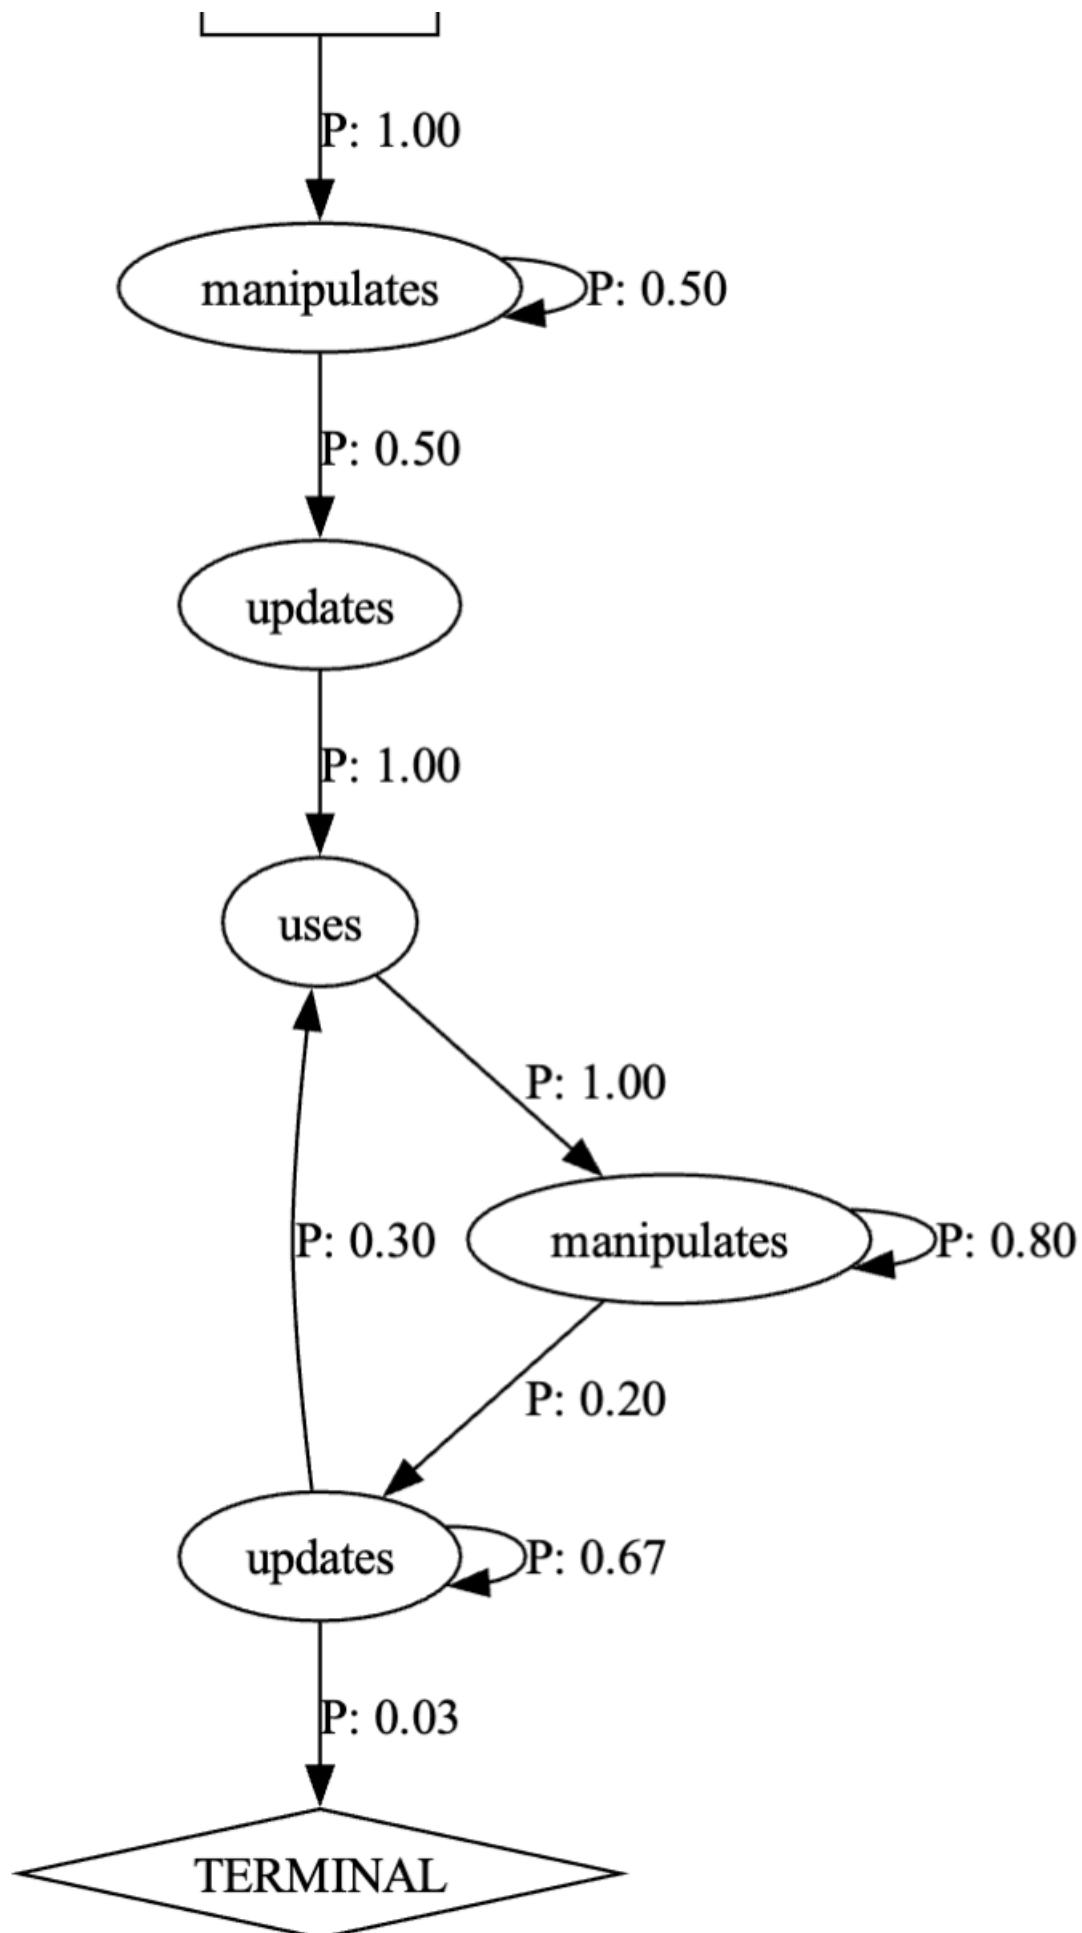 P: 1.00
manipulates
P: 0.50
P: 0.50
updates
P: 1.00
uses
P: 1.00
P: 0.30
manipulates
P: 0.80
P: 0.20
updates
P: 0.67
P: 0.03
TERMINAL